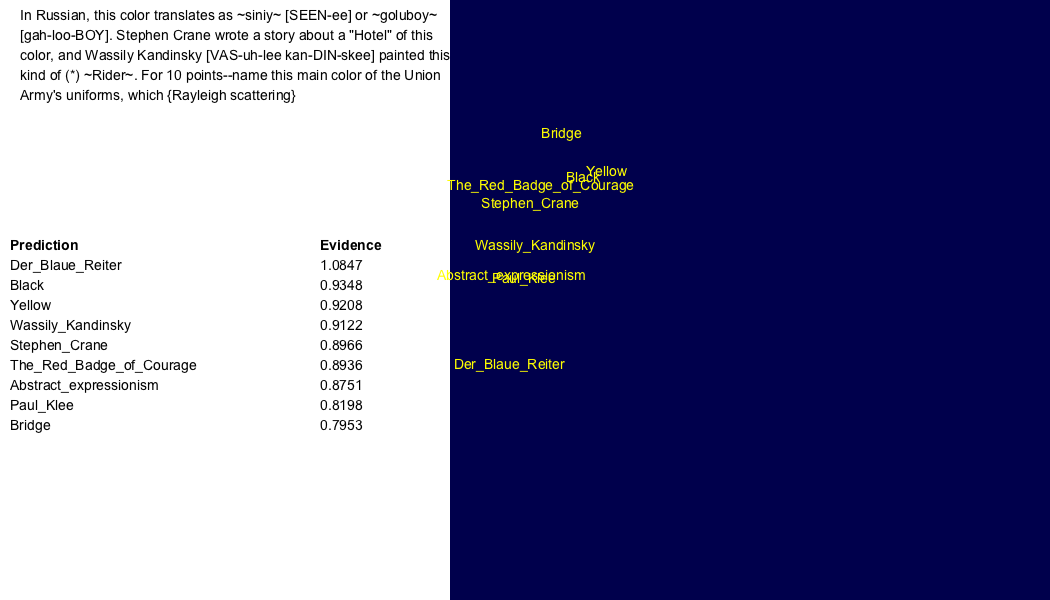 In Russian, this color translates as ~siniy~ [SEEN-ee] or ~goluboy~
[gah-loo-BOY]. Stephen Crane wrote a story about a "Hotel" of this
color, and Wassily Kandinsky [VAS-uh-lee kan-DIN-skee] painted this
kind of (*) ~Rider~. For 10 points--name this main color of the Union
Army's uniforms, which {Rayleigh scattering}
Prediction Evidence
Der_Blaue_Reiter 1.0847
Black 0.9348
Yellow 0.9208
Wassily_Kandinsky 0.9122
Stephen_Crane 0.8966
The_Red_Badge_of_Courage 0.8936
Abstract_expressionism 0.8751
Paul_Klee 0.8198
Bridge 0.7953
Bridge
Yellow
Black
The_Red_Badge_of_Courage
Stephen_Crane
Wassily_Kandinsky
Abstract_expressionism
Paul_Klee
Der_Blaue_Reiter